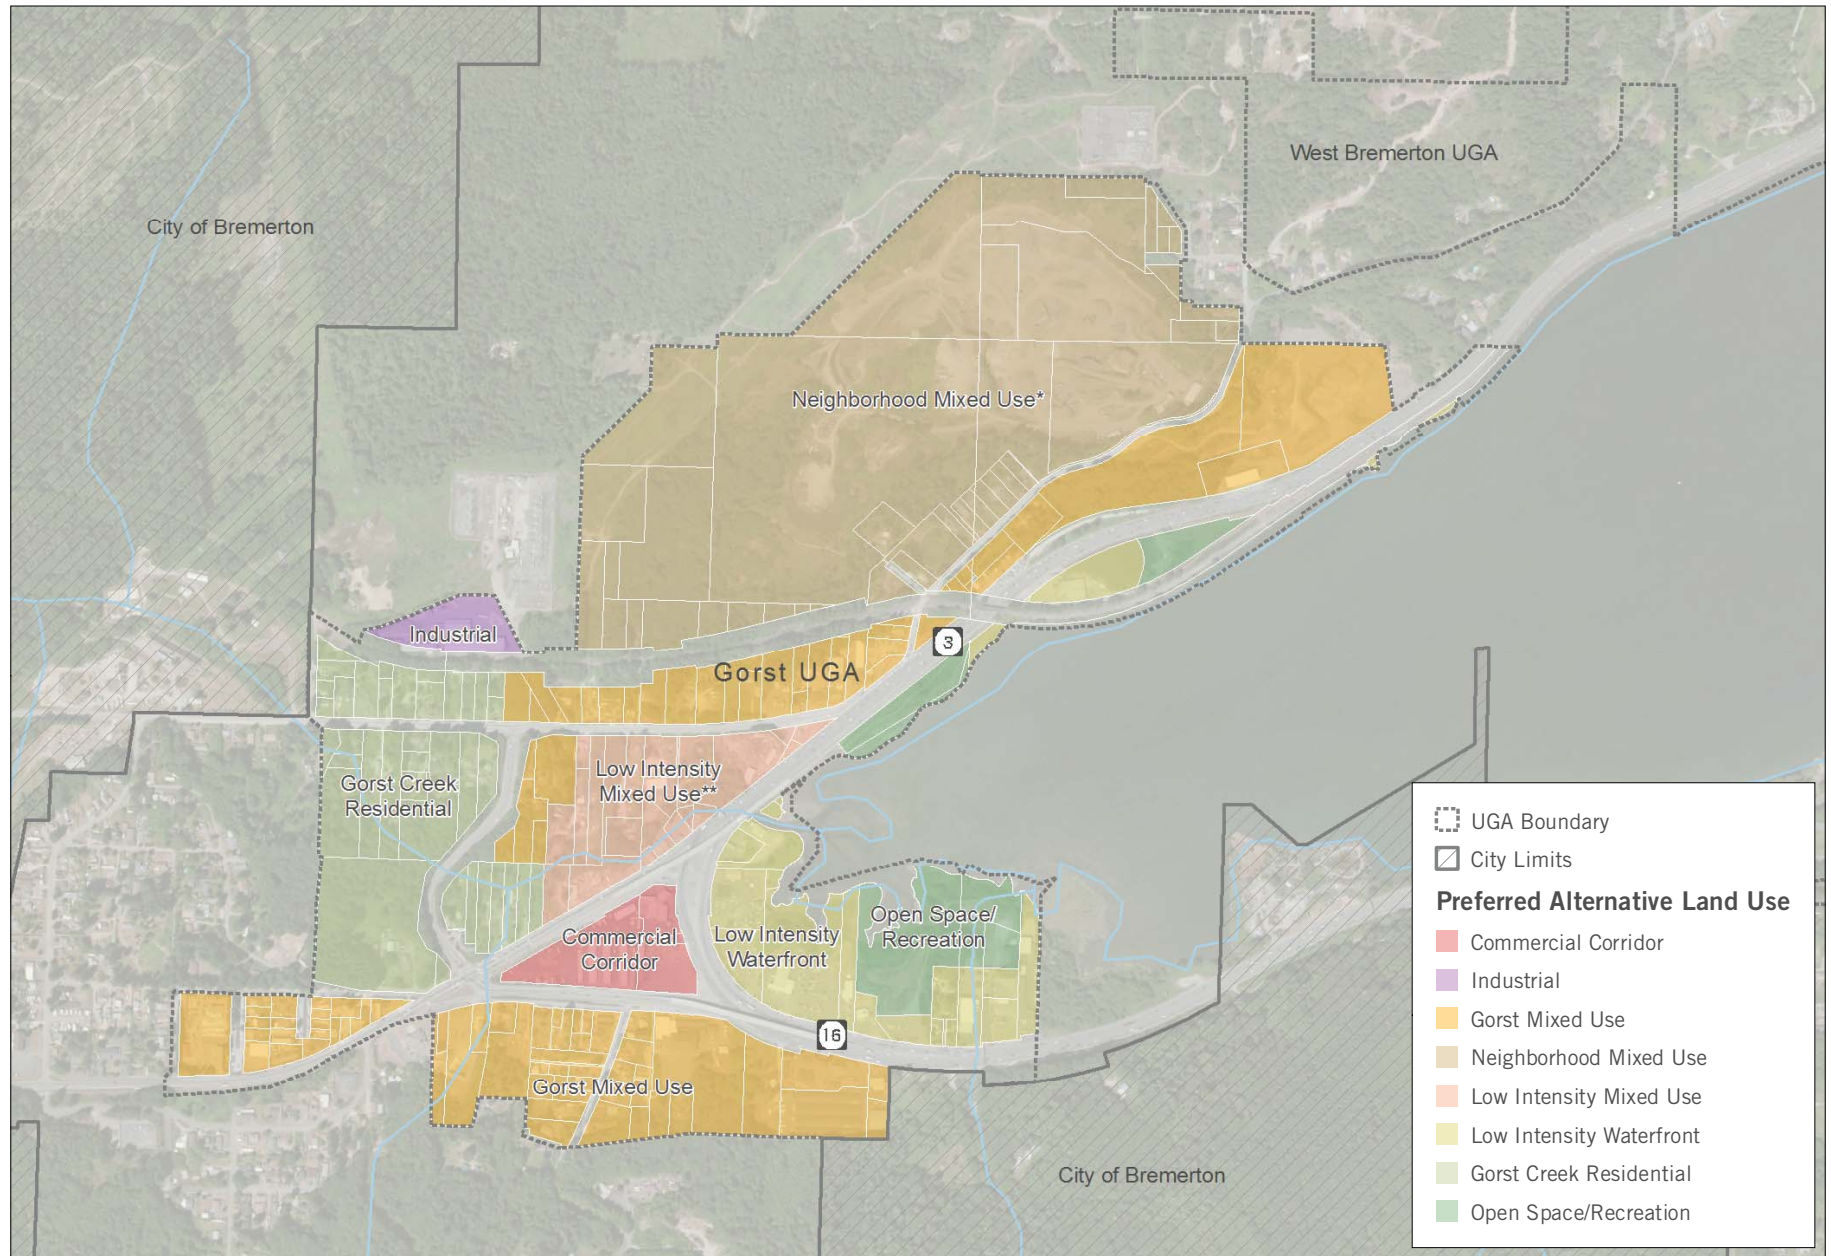 West Bremerton UGA
City of Bremerton
Neighborhood Mixed Use*
Industrial
3
Gorst UGA
Low Intensity
Mixed Use**
Gorst Creek
Residential
Open Space/
Recreation
Commercial
Corridor
Low Intensity
Waterfront
16
Gorst Mixed Use
City of Bremerton
UGA Boundary
City Limits
Preferred Alternative Land Use
Commercial Corridor
Industrial
Gorst Mixed Use
Neighborhood Mixed Use
Low Intensity Mixed Use
Low Intensity Waterfront
Gorst Creek Residential
Open Space/Recreation